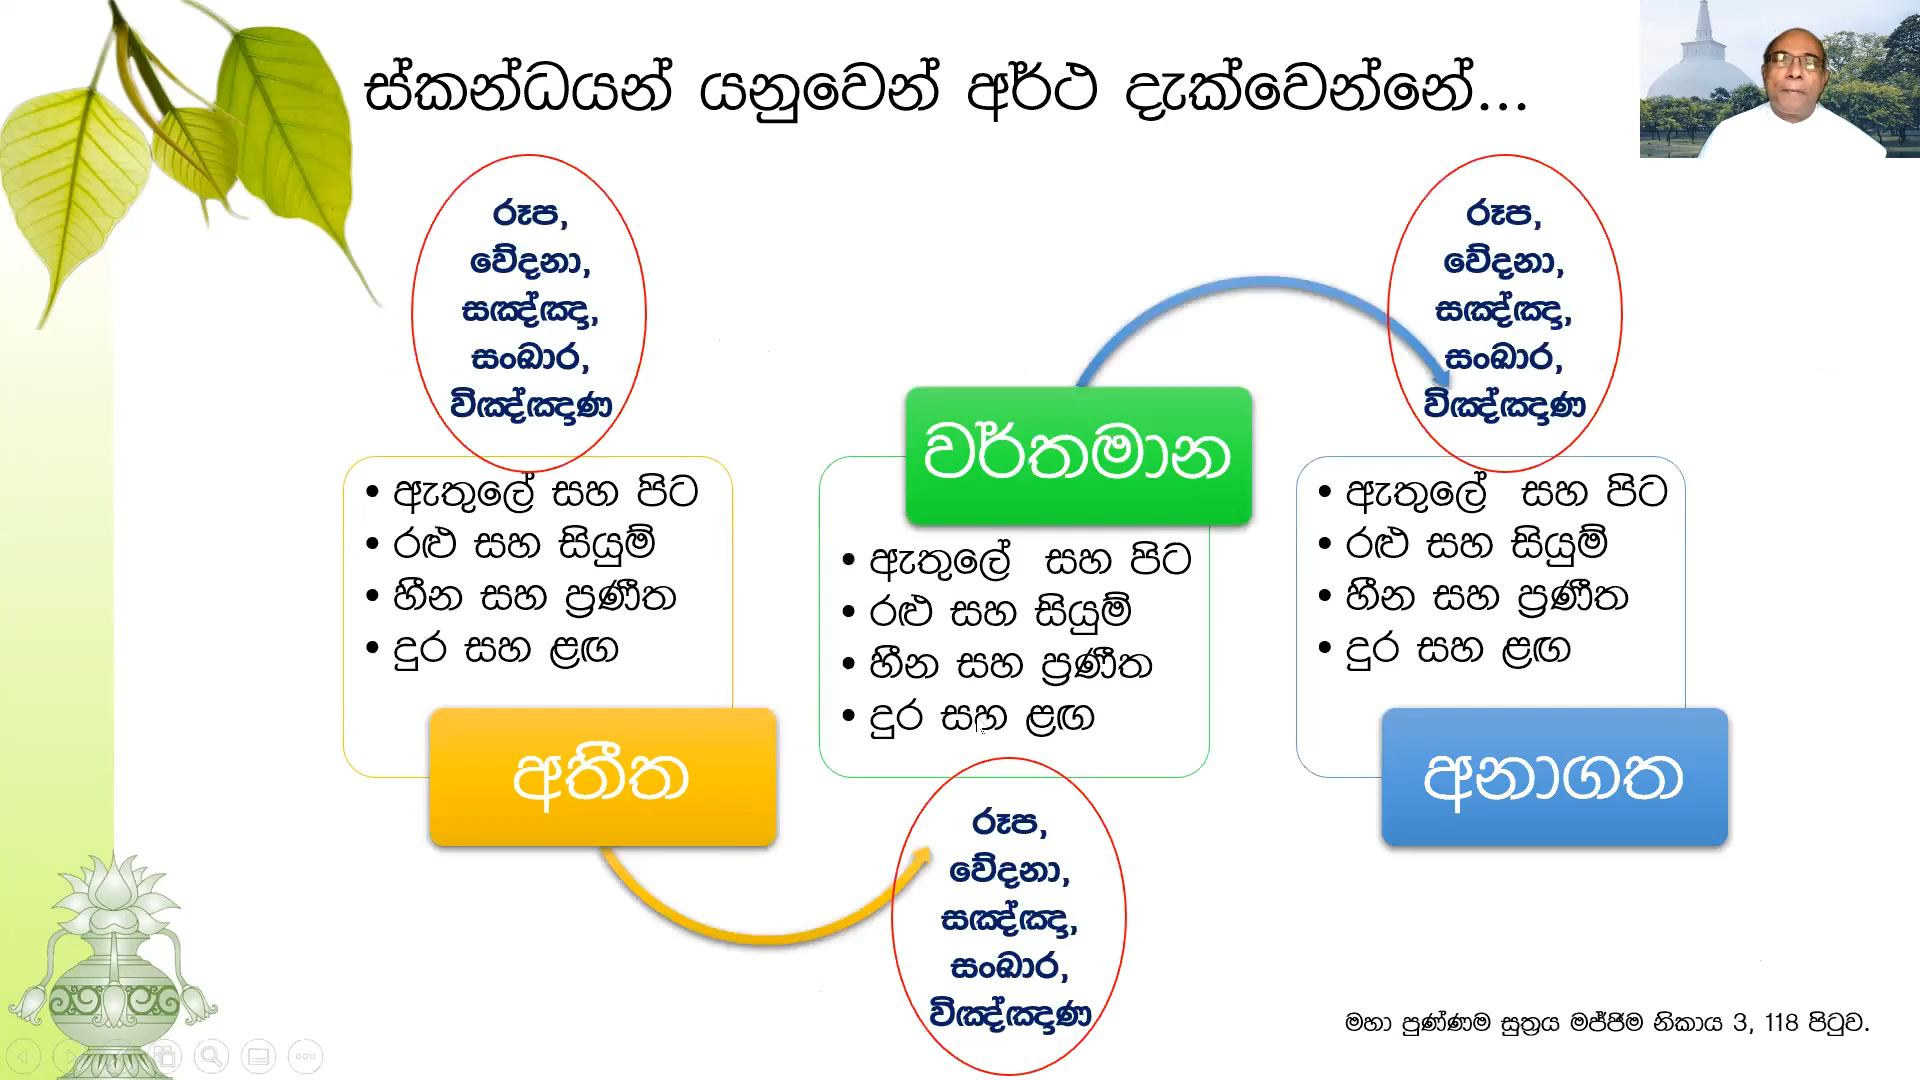 ස්කන්ධයන් යනුවෙන් අර්ථ දැක්වෙන්නේ...
රූප,
වේදනා,
සඤ්ඤා,
සංඛාර,
විඤ්ඤාණ
• ඇතුලේ සහ පිට
• රළු සහ සියුම්
• හීන සහ ප්‍රණීත
• දුර සහ ළඟ
අතීත
වර්තමාන
• ඇතුලේ සහ පිට
• රළු සහ සියුම්
• හීන සහ ප්‍රණීත
• දුර සහ ළඟ
රූප,
වේදනා,
සඤ්ඤා,
සංඛාර,
විඤ්ඤාණ
රූප,
වේදනා,
සඤ්ඤා,
සංඛාර,
විඤ්ඤාණ
• ඇතුලේ සහ පිට
• රළු සහ සියුම්
• හීන සහ ප්‍රණීත
• දුර සහ ළඟ
අනාගත
මහා පුණ්ණම සුත්‍රය මජ්ජිම නිකාය 3, 118 පිටුව.